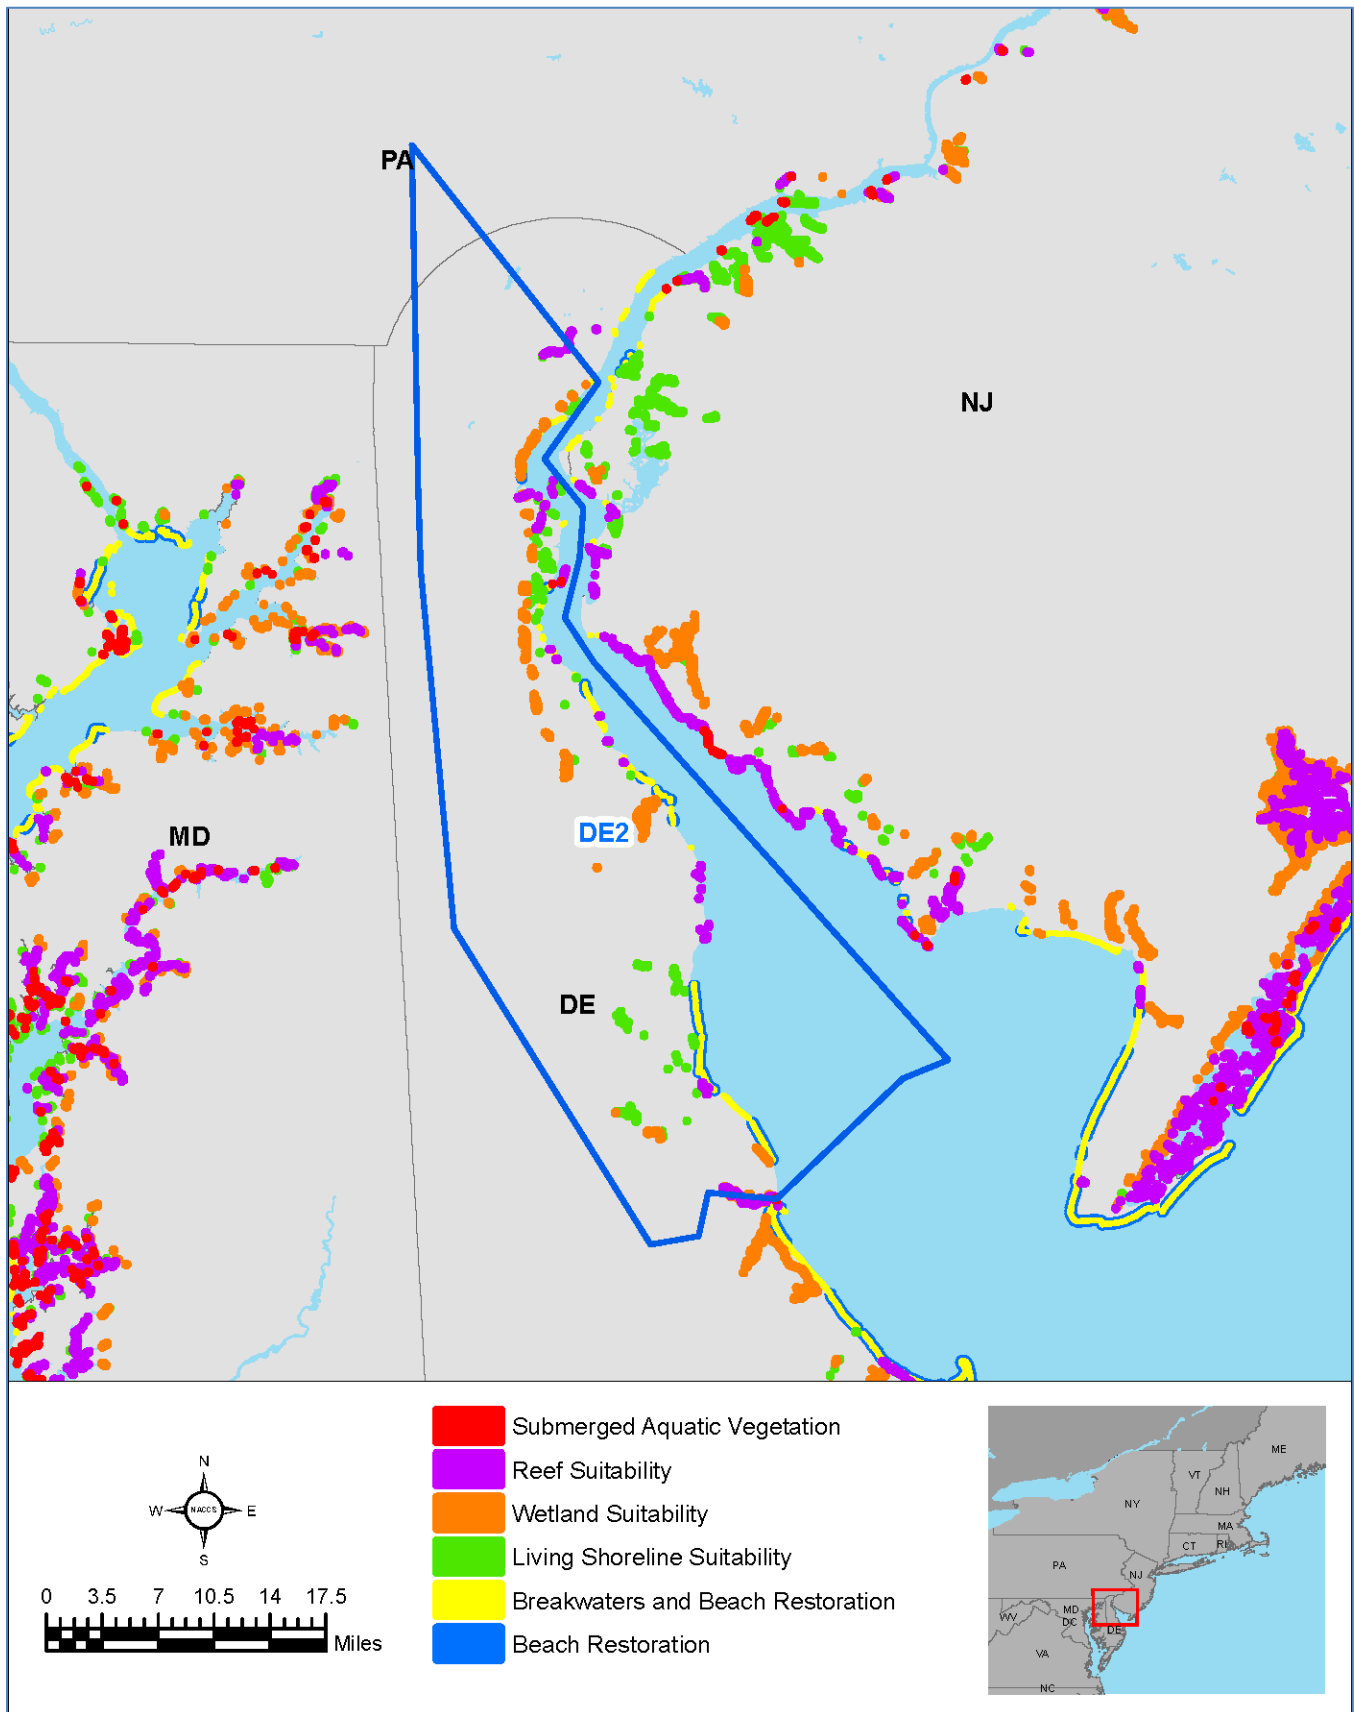 PA
NJ
MD
DE2
DE
N
W NACCS E
S
0 3.5 7 10.5 14 17.5
Miles
Submerged Aquatic Vegetation
Reef Suitability
Wetland Suitability
Living Shoreline Suitability
Breakwaters and Beach Restoration
Beach Restoration
ME
VT
NH
NY
MA
CT
RI
PA
NJ
MD
WV
DC
DE
VA
NC